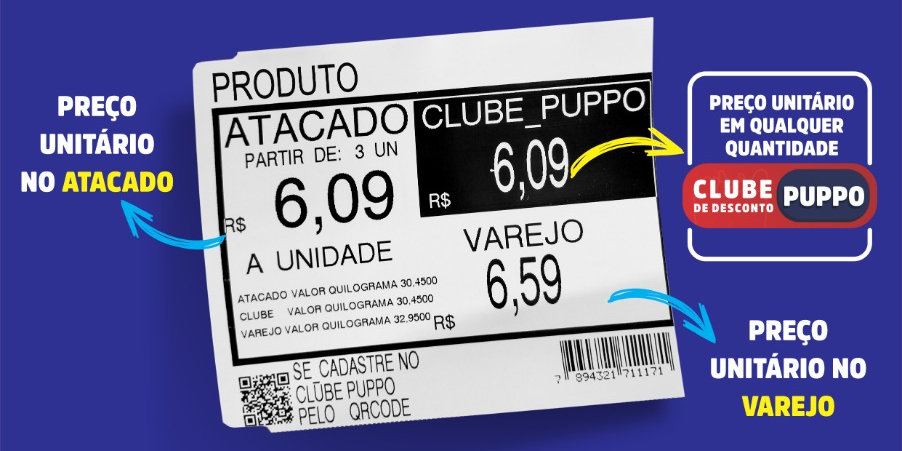 PREÇO
UNITÁRIO
NO ATACADO
PRODUTO
ATACADO
PARTIR DE: 3 UN
R$ 6,09
A UNIDADE
ATACADO VALOR QUILOGRAMA 30,4500
CLUBE VALOR QUILOGRAMA 30,4500
VAREJO VALOR QUILOGRAMA 32,9500
CLUBE_PUPPO
R$ 6,09
VAREJO
R$ 6,59
SE CADASTRE NO
CLŪBE PUPPO
PELO QRCODE
7 894321 711171
PREÇO UNITÁRIO
EM QUALQUER
QUANTIDADE
CLUBE
DE DESCONTO
PUPPO
PREÇO
UNITÁRIO NO
VAREJO